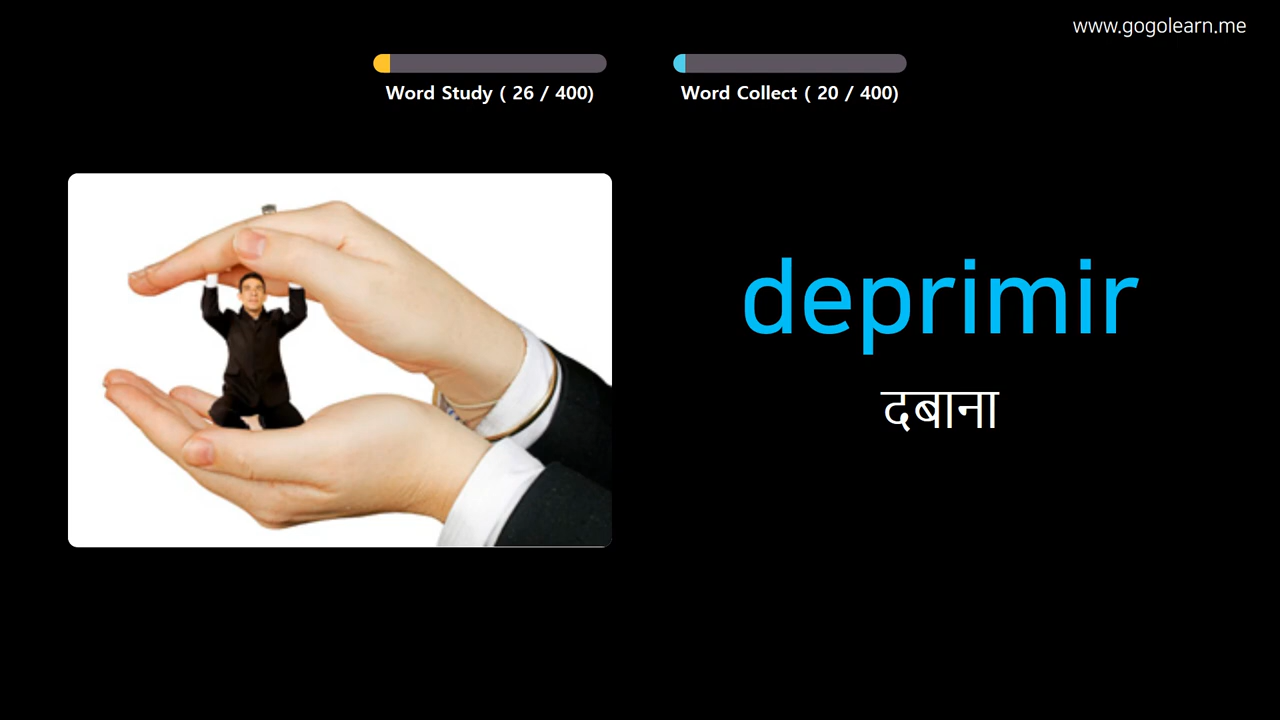 www.gogolearn.me
Word Study ( 26 / 400)
Word Collect ( 20 / 400)
deprimir
दबाना